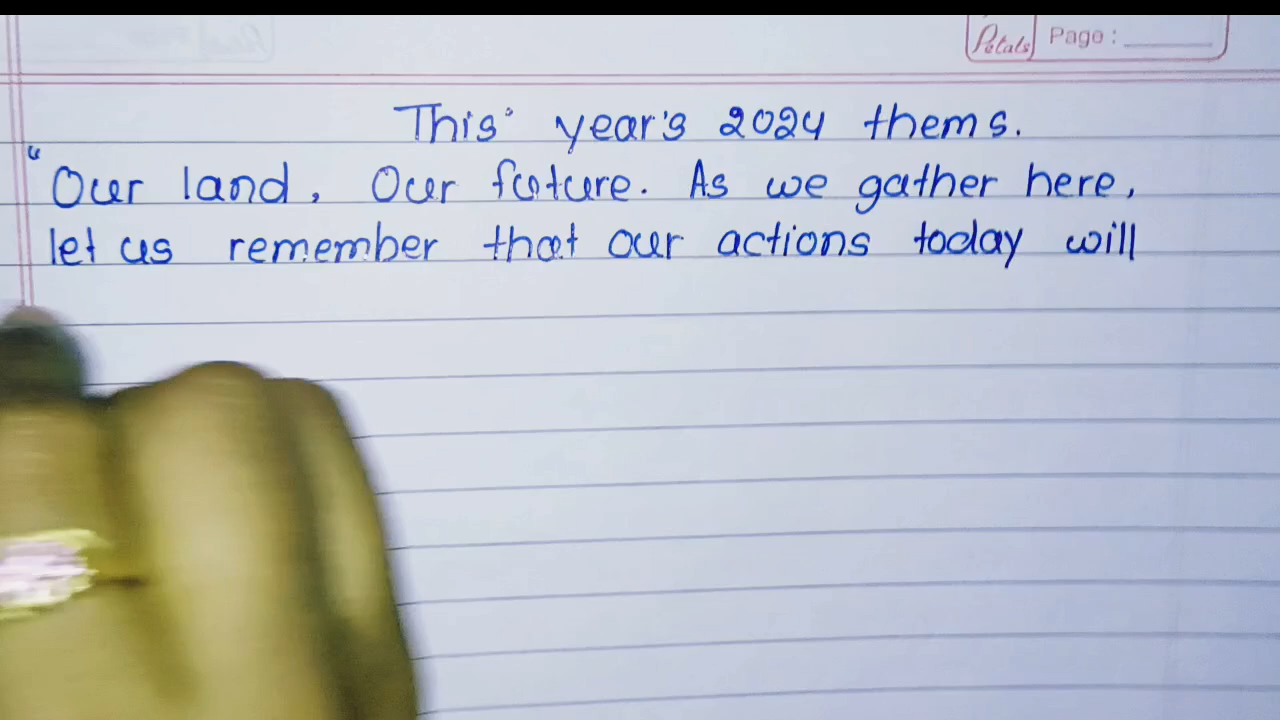 Petals Page :
This year's 2024 thems.
"Our land, Our future. As we gather here,
let us remember that our actions today will